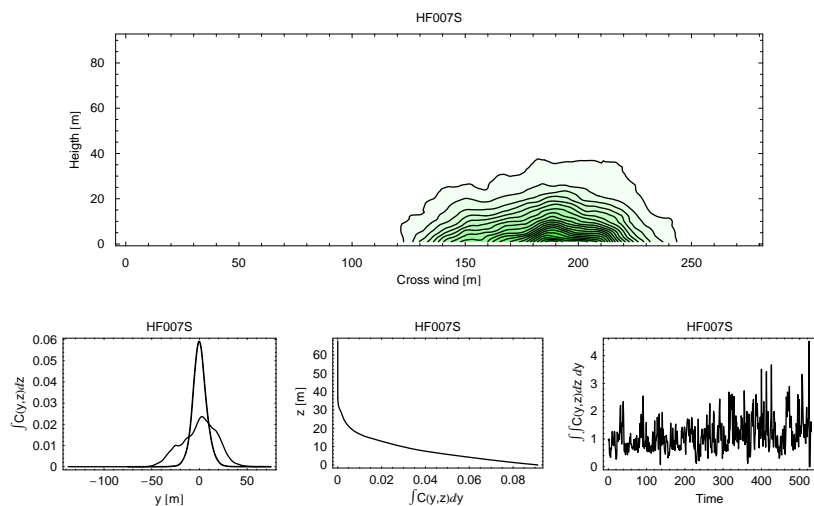 HF007S
Heigth [m]
80
60
40
20
0
0 50 100 150 200 250
Cross wind [m]
HF007S
∫C(y,z)dz
0.06
0.05
0.04
0.03
0.02
0.01
0
−100 −50 0 50
y [m]
HF007S
z [m]
60
50
40
30
20
10
0
0 0.02 0.04 0.06 0.08
∫C(y,z)dy
HF007S
∫∫C(y,z)dz dy
4
3
2
1
0
0 100 200 300 400 500
Time